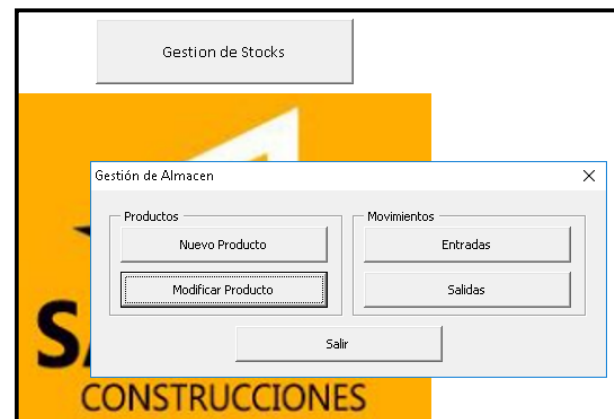 Gestion de Stocks
Gestión de Almacen
Productos
Nuevo Producto
Modificar Producto
Movimientos
Entradas
Salidas
Salir
CONSTRUCCIONES